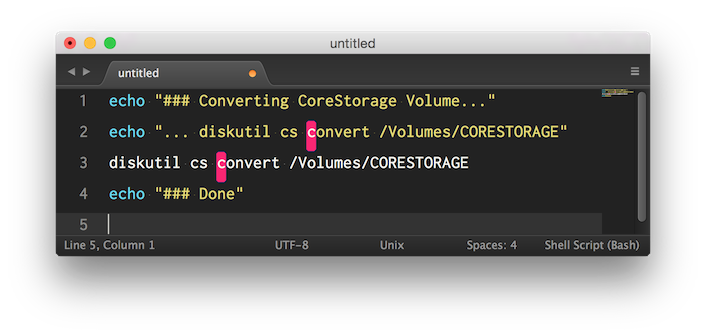 untitled
untitled
1 echo "### Converting CoreStorage Volume..."
2 echo "... diskutil cs convert /Volumes/CORESTORAGE"
3 diskutil cs convert /Volumes/CORESTORAGE
4 echo "### Done"
5
Line 5, Column 1 UTF-8 Unix Spaces: 4 Shell Script (Bash)